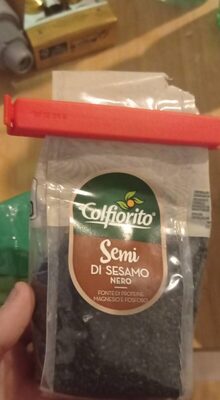 Colfiorito®
Semi
DI SESAMO
NERO
FONTE DI PROTEINE,
MAGNESIO E FOSFORO